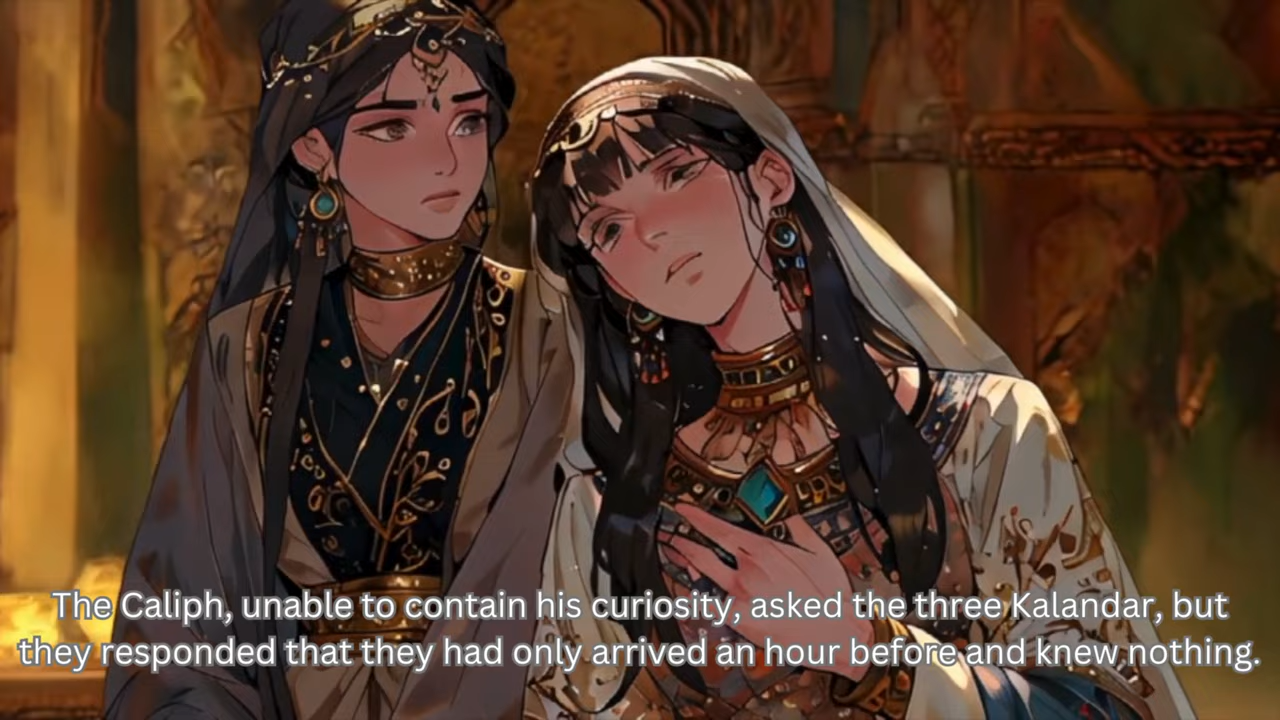 The Caliph, unable to contain his curiosity, asked the three Kalandar, but
they responded that they had only arrived an hour before and knew nothing.